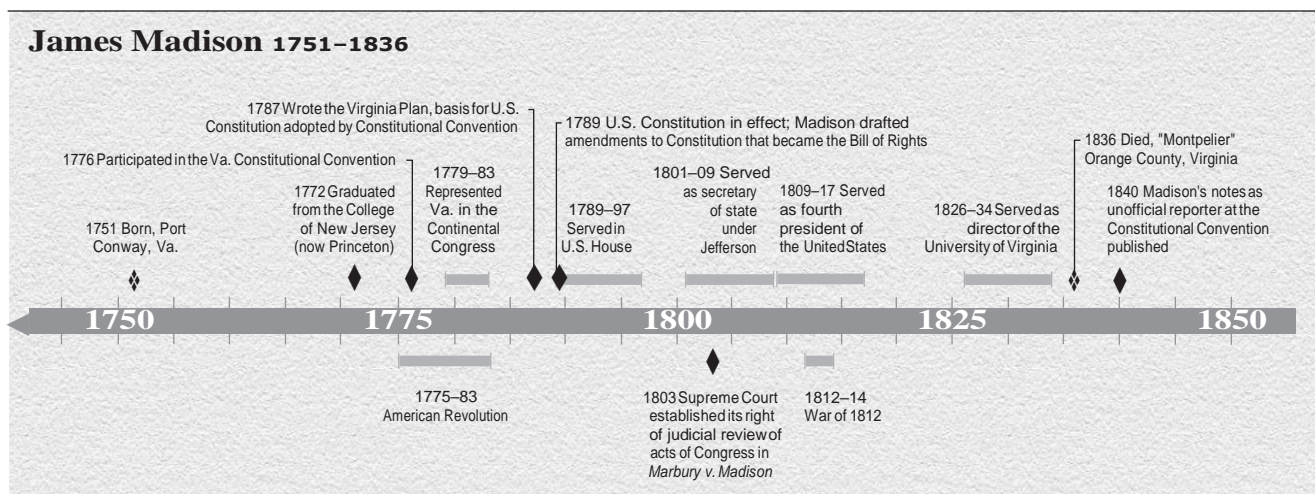 James Madison 1751–1836
1787 Wrote the Virginia Plan, basis for U.S.
Constitution adopted by Constitutional Convention
1789 U.S. Constitution in effect; Madison drafted
amendments to Constitution that became the Bill of Rights
1836 Died, "Montpelier"
Orange County, Virginia
1776 Participated in the Va. Constitutional Convention
1751 Born, Port
Conway, Va.
1772 Graduated
from the College
of New Jersey
(now Princeton)
1779–83
Represented
Va. in the
Continental
Congress
1789–97
Served in
U.S. House
1801–09 Served
as secretary
of state
under
Jefferson
1809–17 Served
as fourth
president of
the United States
1826–34 Served as
director of the
University of Virginia
1840 Madison's notes as
unofficial reporter at the
Constitutional Convention
published
1750 1775 1800 1825 1850
1775–83
American Revolution
1803 Supreme Court
established its right
of judicial review of
acts of Congress in
Marbury v. Madison
1812–14
War of 1812